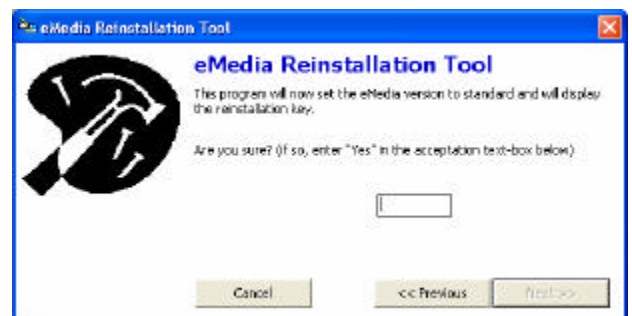 eMedia Reinstallation Tool
eMedia Reinstallation Tool
This program will now set the eMedia version to standard and will display
the reinstallation key.
Are you sure? (if so, enter "Yes" in the acceptation text-box below)
Cancel
<< Previous
Next >>